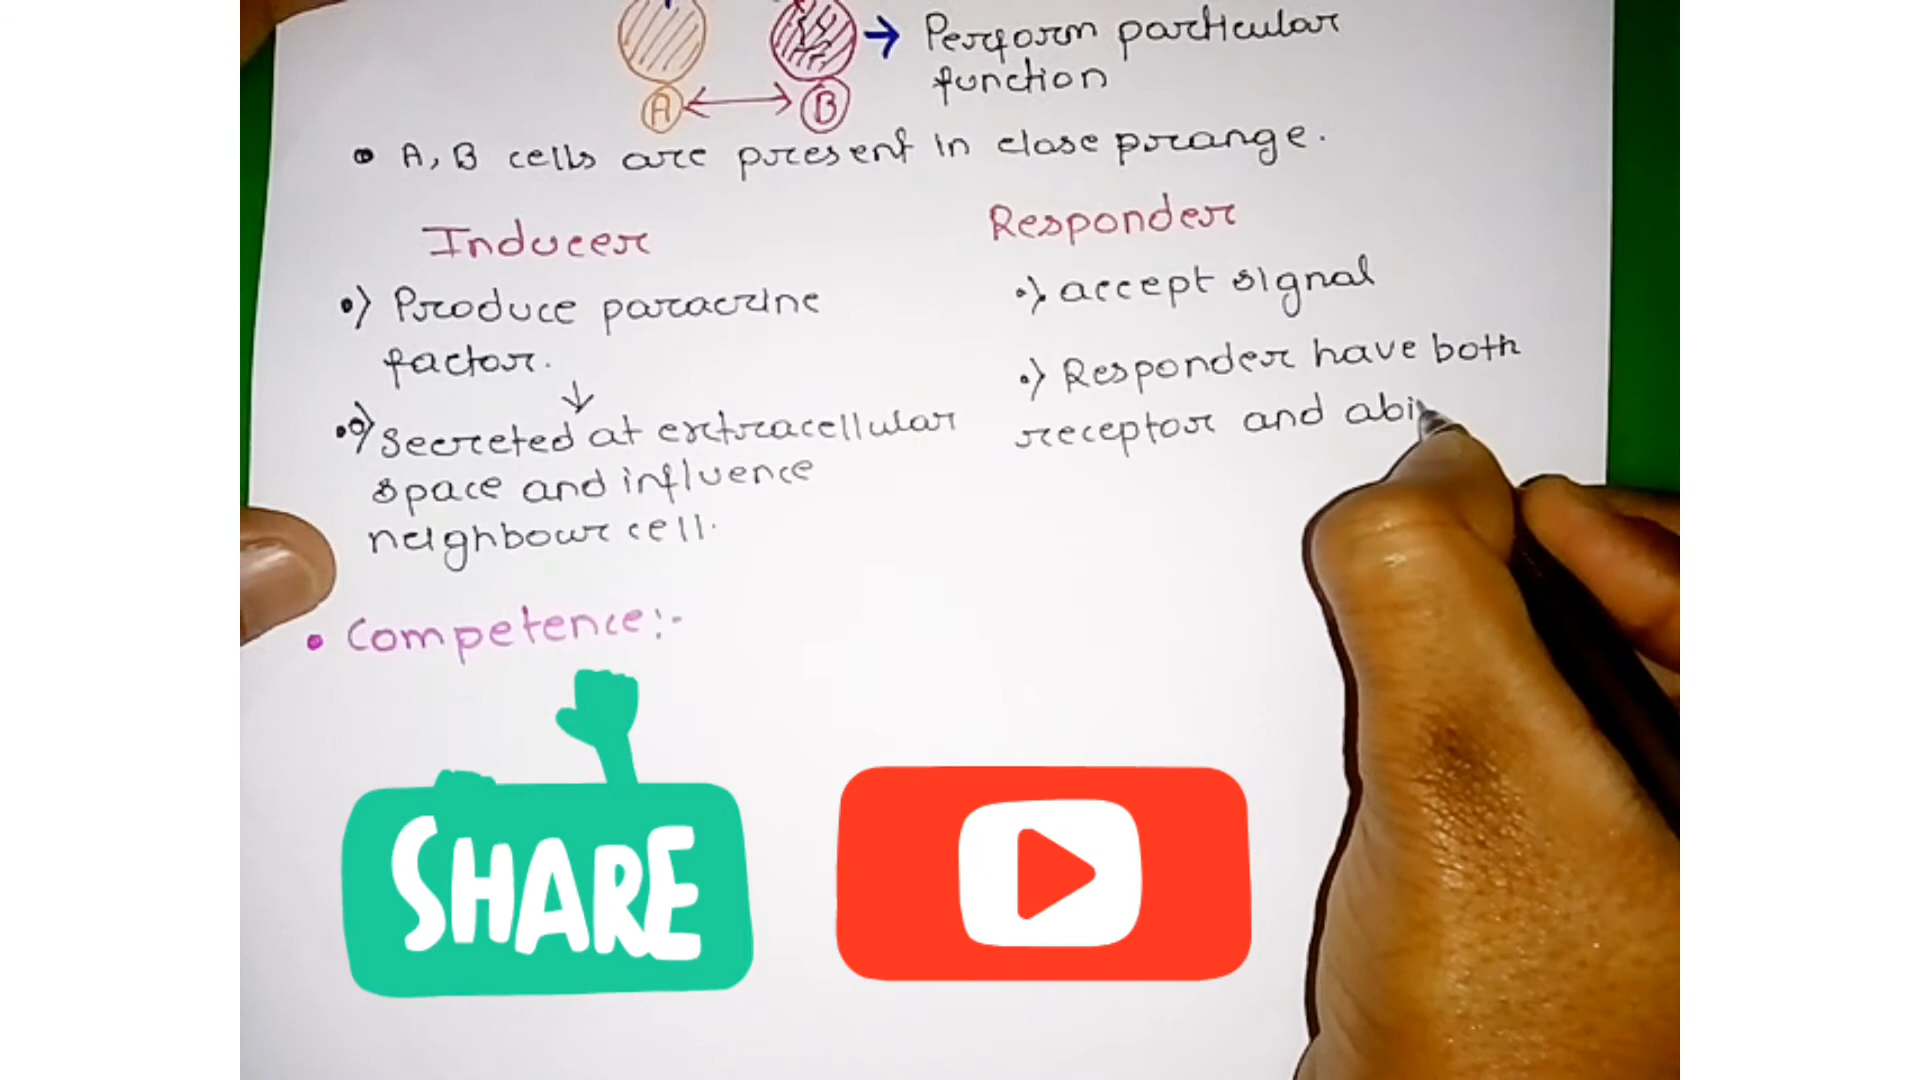 → Perform particular
function
A ↔ B
• A, B cells are present in close prange.
Inducer
Responder
•) Produce paracrine
factor.
↓
•) Secreted at extracellular
space and influence
neighbour cell.
•) accept signal
•) Responder have both
receptor and abi
• Competence:-
SHARE